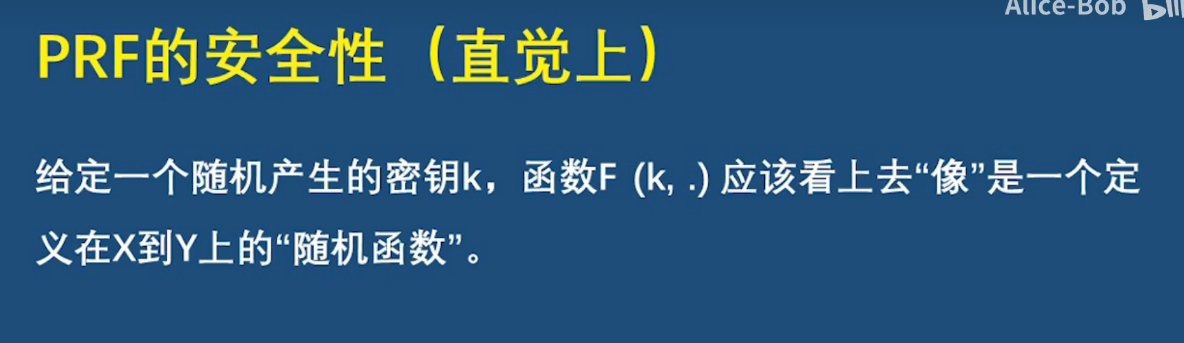 Alice-Bob
PRF的安全性（直觉上）
给定一个随机产生的密钥k，函数F (k, .) 应该看上去“像”是一个定
义在X到Y上的“随机函数”。